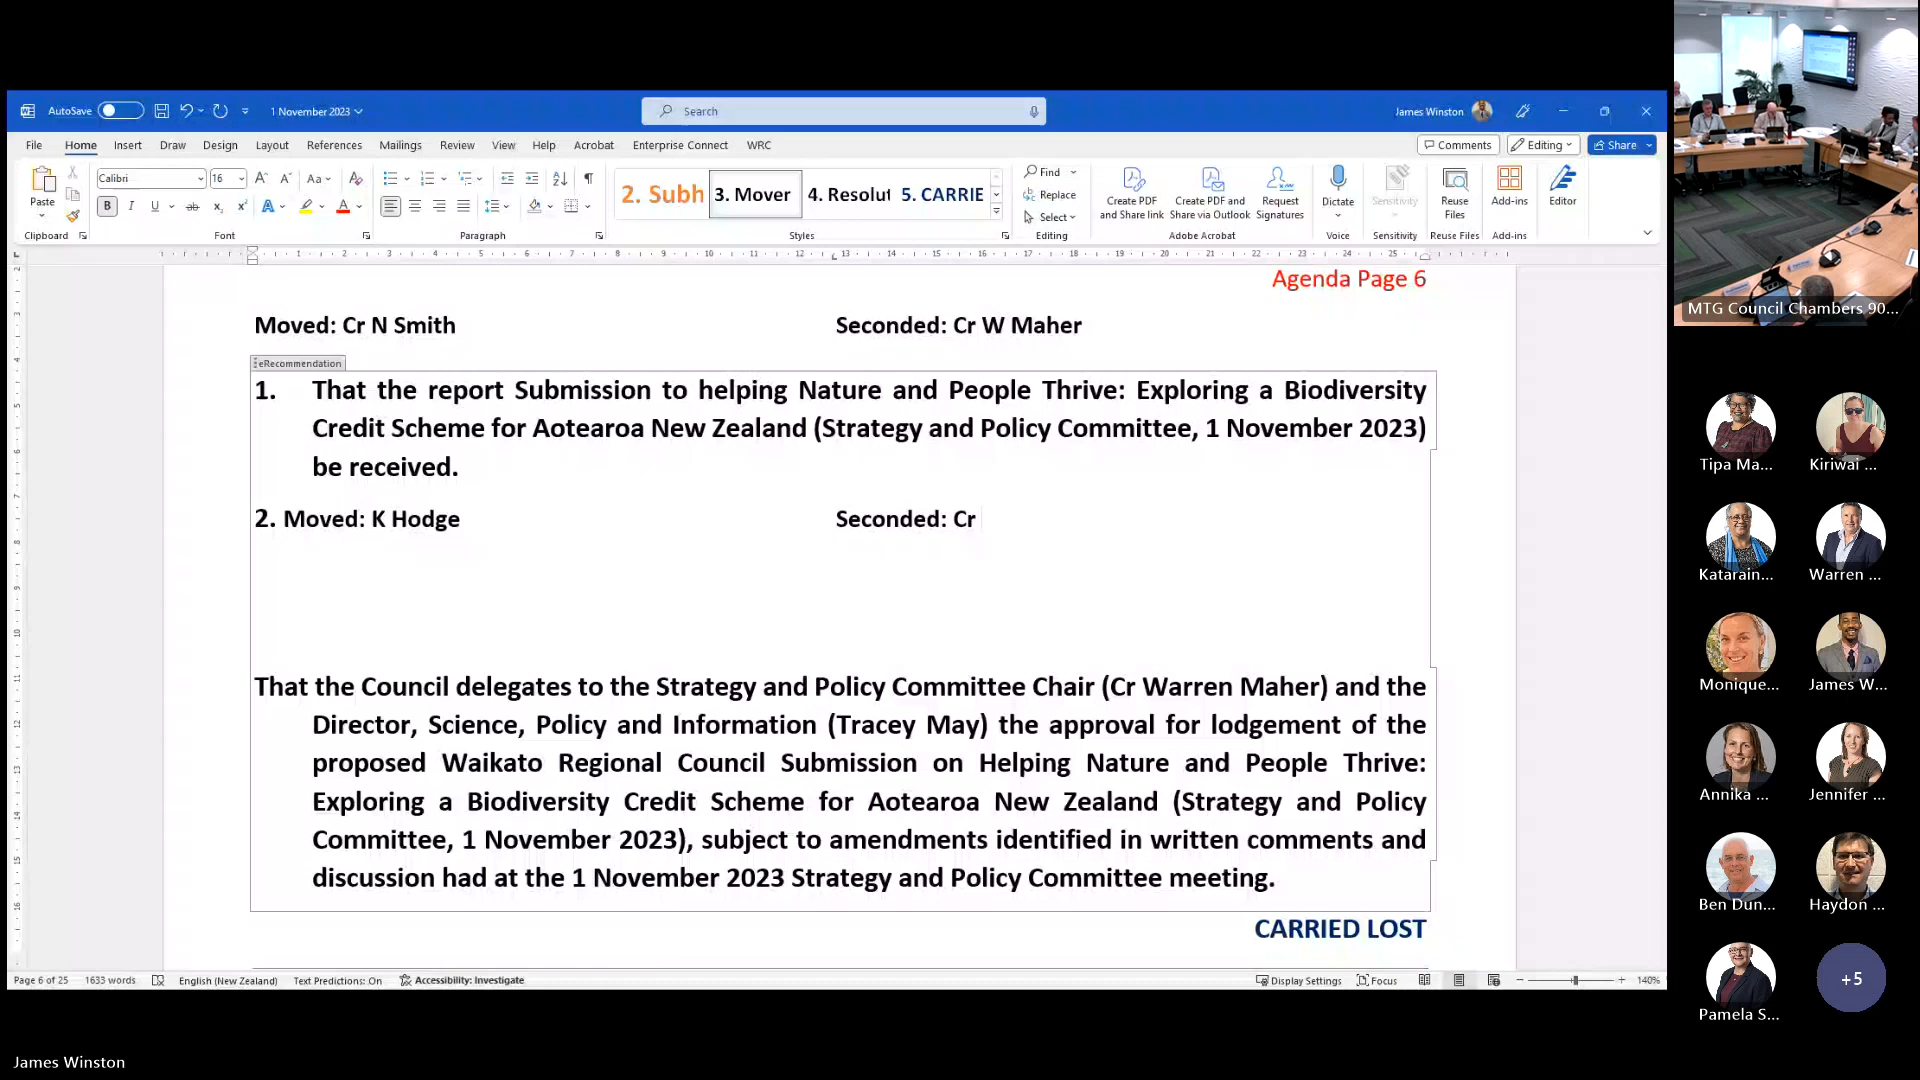 AutoSave
1 November 2023
Search
James Winston
File Home Insert Draw Design Layout References Mailings Review View Help Acrobat Enterprise Connect WRC
Comments Editing Share
Paste
Calibri 16
2. Subh 3. Mover 4. Resolut 5. CARRIE
Find
Replace
Select
Create PDF and Share link
Create PDF and Share via Outlook
Request Signatures
Dictate
Sensitivity
Reuse Files
Add-ins
Editor
Clipboard Font Paragraph Styles Editing Adobe Acrobat Voice Sensitivity Reuse Files Add-ins
Agenda Page 6
Moved: Cr N Smith Seconded: Cr W Maher
eRecommendation
1. That the report Submission to helping Nature and People Thrive: Exploring a Biodiversity
Credit Scheme for Aotearoa New Zealand (Strategy and Policy Committee, 1 November 2023)
be received.
2. Moved: K Hodge Seconded: Cr
That the Council delegates to the Strategy and Policy Committee Chair (Cr Warren Maher) and the
Director, Science, Policy and Information (Tracey May) the approval for lodgement of the
proposed Waikato Regional Council Submission on Helping Nature and People Thrive:
Exploring a Biodiversity Credit Scheme for Aotearoa New Zealand (Strategy and Policy
Committee, 1 November 2023), subject to amendments identified in written comments and
discussion had at the 1 November 2023 Strategy and Policy Committee meeting.
CARRIED LOST
Page 6 of 25 1633 words English (New Zealand) Text Predictions: On Accessibility: Investigate
Display Settings Focus 140%
James Winston
MTG Council Chambers 90...
Tipa Ma... Kiriwai ...
Katarain... Warren ...
Monique... James W...
Annika ... Jennifer ...
Ben Dun... Haydon ...
Pamela S... +5